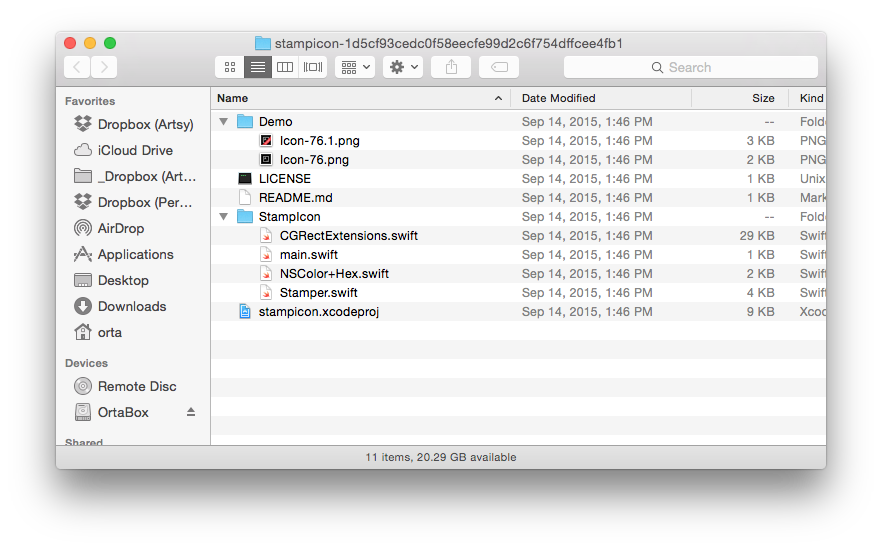 stampicon-1d5cf93cedc0f58eecfe99d2c6f754dffcee4fb1
Search
Favorites
Dropbox (Artsy)
iCloud Drive
_Dropbox (Art...
Dropbox (Per...
AirDrop
Applications
Desktop
Downloads
orta
Devices
Remote Disc
OrtaBox
Shared
Name Date Modified Size Kind
Demo Sep 14, 2015, 1:46 PM -- Folde
Icon-76.1.png Sep 14, 2015, 1:46 PM 3 KB PNG
Icon-76.png Sep 14, 2015, 1:46 PM 2 KB PNG
LICENSE Sep 14, 2015, 1:46 PM 1 KB Unix
README.md Sep 14, 2015, 1:46 PM 1 KB Mark
StampIcon Sep 14, 2015, 1:46 PM -- Folde
CGRectExtensions.swift Sep 14, 2015, 1:46 PM 29 KB Swift
main.swift Sep 14, 2015, 1:46 PM 1 KB Swift
NSColor+Hex.swift Sep 14, 2015, 1:46 PM 2 KB Swift
Stamper.swift Sep 14, 2015, 1:46 PM 4 KB Swift
stampicon.xcodeproj Sep 14, 2015, 1:46 PM 9 KB Xcod
11 items, 20.29 GB available